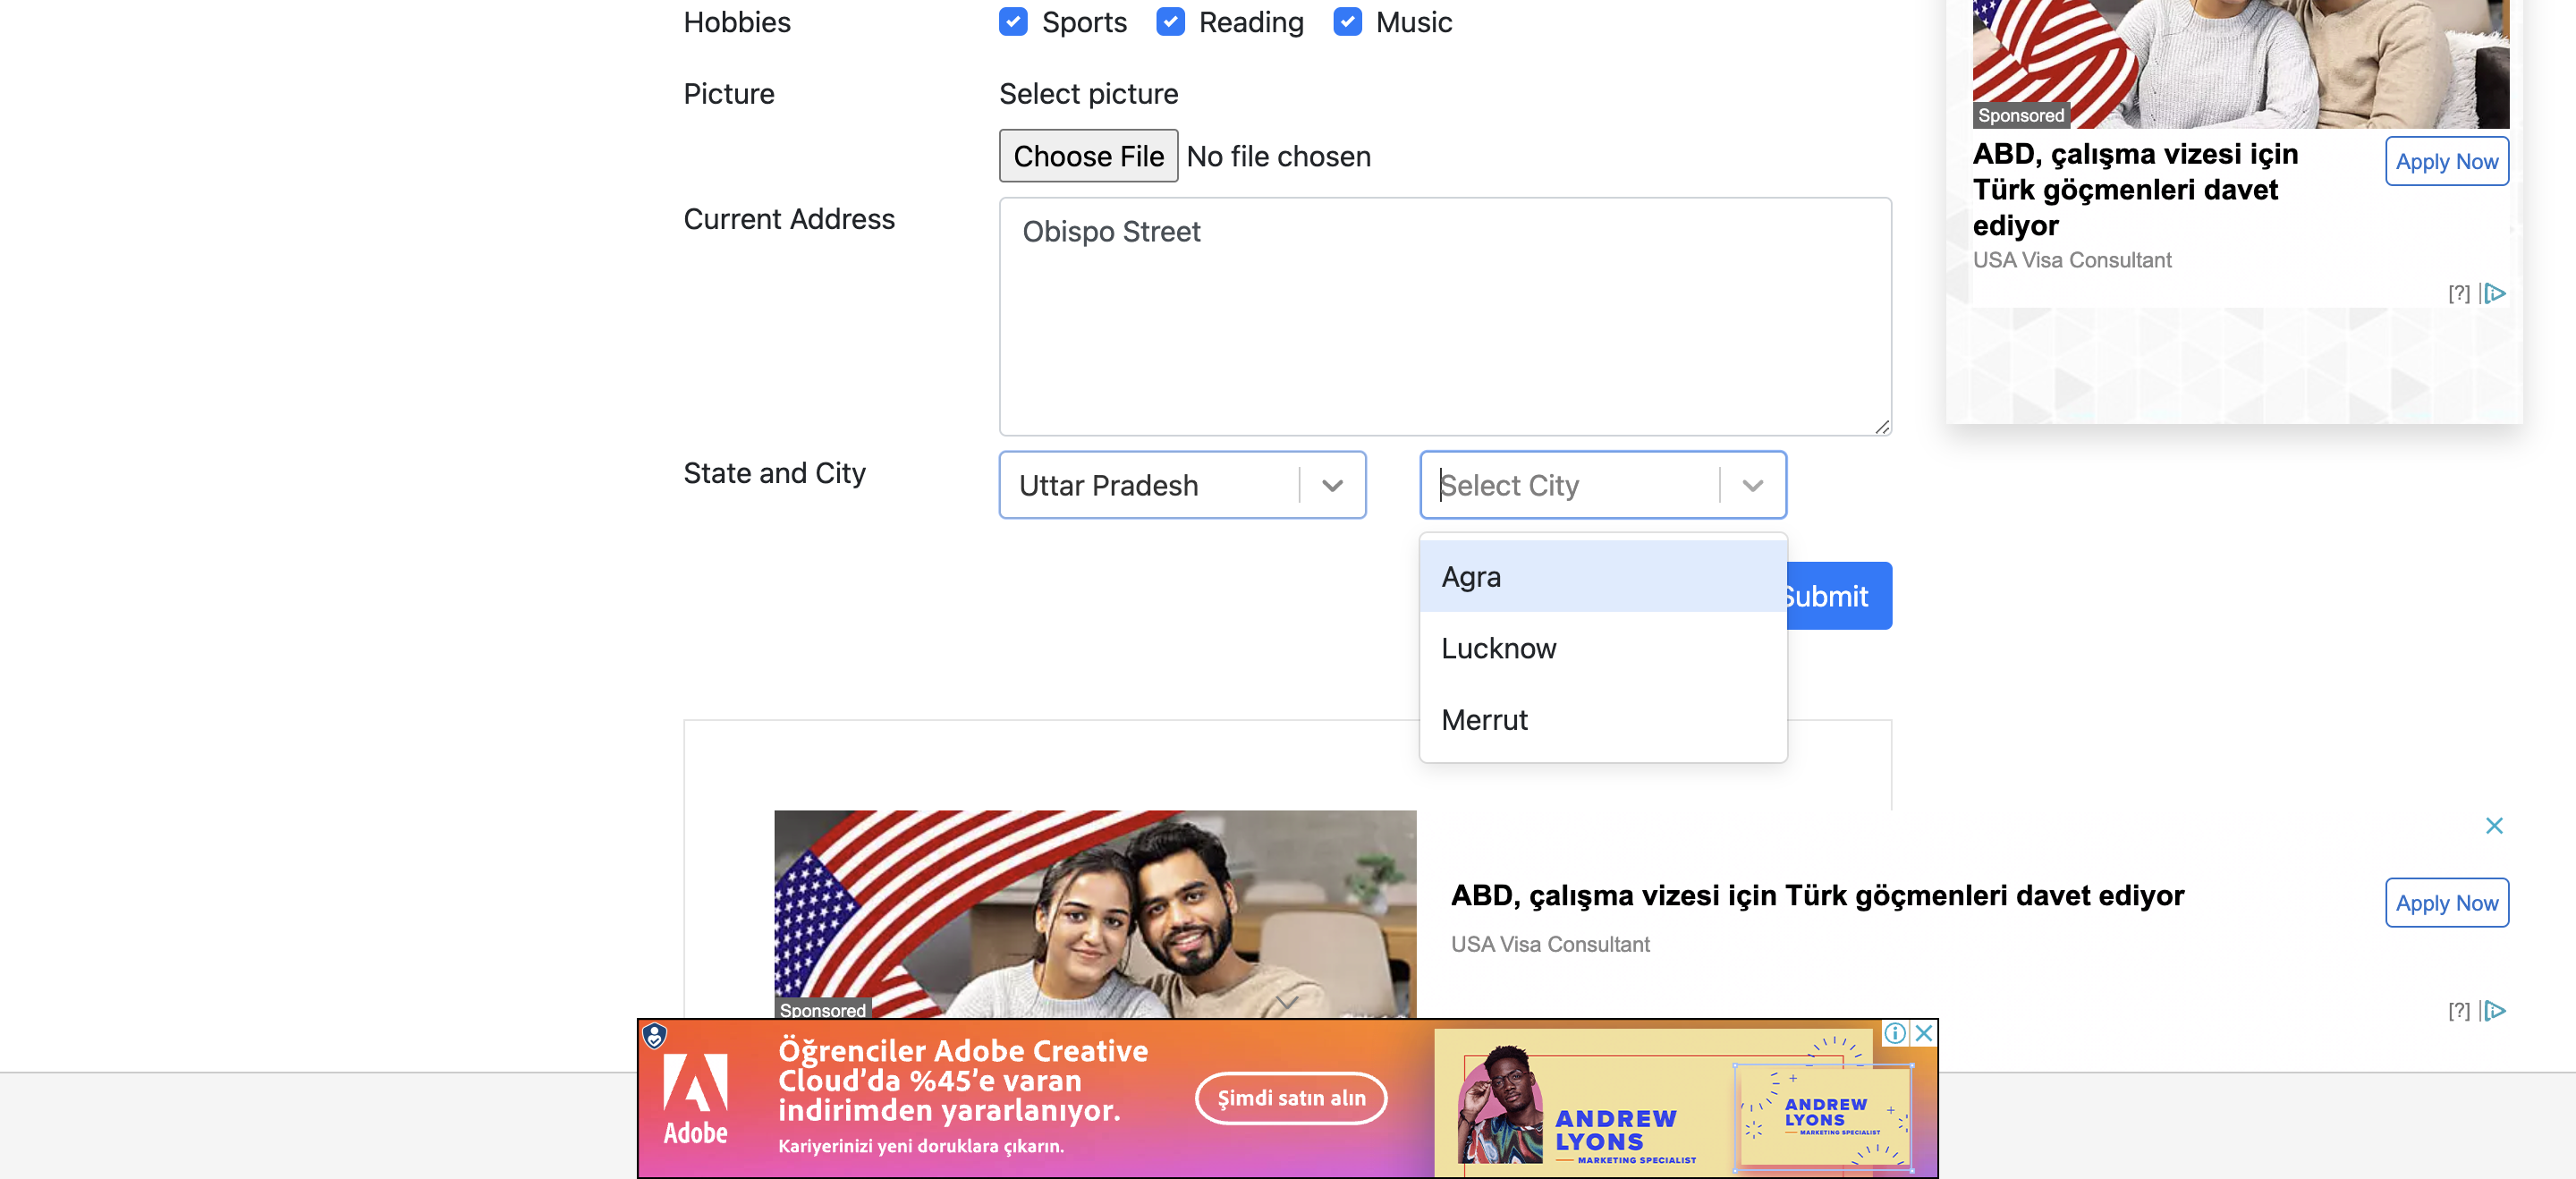 Hobbies
Sports
Reading
Music
Picture
Select picture
Choose File
No file chosen
Current Address
Obispo Street
State and City
Uttar Pradesh
Select City
Agra
Lucknow
Merrut
Submit
Sponsored
ABD, çalışma vizesi için
Türk göçmenleri davet
ediyor
USA Visa Consultant
Apply Now
[?]
Sponsored
ABD, çalışma vizesi için Türk göçmenleri davet ediyor
USA Visa Consultant
Apply Now
[?]
Adobe
Öğrenciler Adobe Creative
Cloud’da %45’e varan
indirimden yararlanıyor.
Kariyerinizi yeni doruklara çıkarın.
Şimdi satın alın
ANDREW
LYONS
MARKETING SPECIALIST
ANDREW
LYONS
MARKETING SPECIALIST